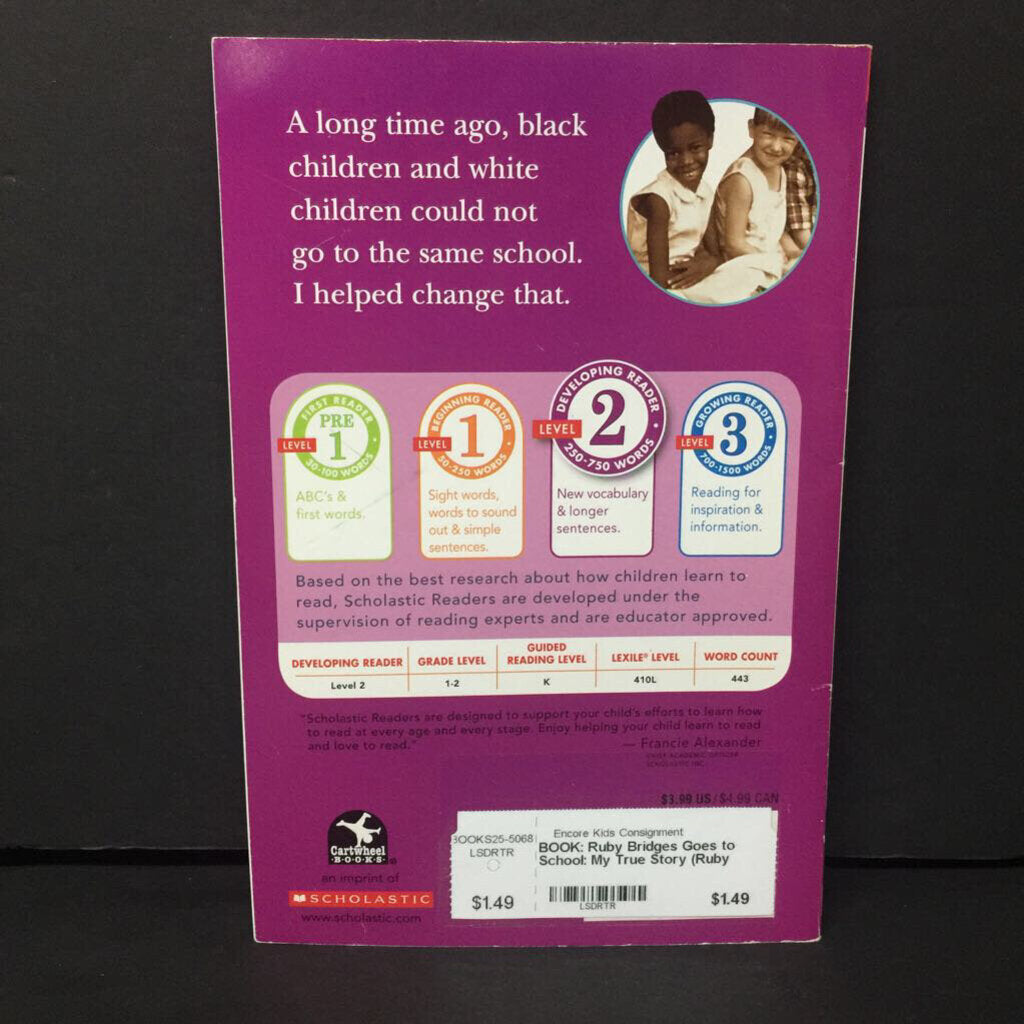 A long time ago, black
children and white
children could not
go to the same school.
I helped change that.
FIRST READER
LEVEL
PRE
1
30-100 WORDS
ABC's &
first words.
BEGINNING READER
LEVEL
1
50-250 WORDS
Sight words,
words to sound
out & simple
sentences.
DEVELOPING READER
LEVEL
2
250-750 WORDS
New vocabulary
& longer
sentences.
GROWING READER
LEVEL
3
700-1500 WORDS
Reading for
inspiration &
information.
Based on the best research about how children learn to
read, Scholastic Readers are developed under the
supervision of reading experts and are educator approved.
DEVELOPING READER GRADE LEVEL GUIDED READING LEVEL LEXILE® LEVEL WORD COUNT
Level 2 1-2 K 410L 443
"Scholastic Readers are designed to support your child's efforts to learn how
to read at every age and every stage. Enjoy helping your child learn to read
and love to read."
— Francie Alexander
CHIEF ACADEMIC OFFICER
SCHOLASTIC INC.
$3.99 US / $4.99 CAN
Cartwheel
·BOOKS·®
an imprint of
SCHOLASTIC
www.scholastic.com
BOOKS25-5068
LSDRTR
$1.49
Encore Kids Consignment
BOOK: Ruby Bridges Goes to
School: My True Story (Ruby
LSDRTR
$1.49